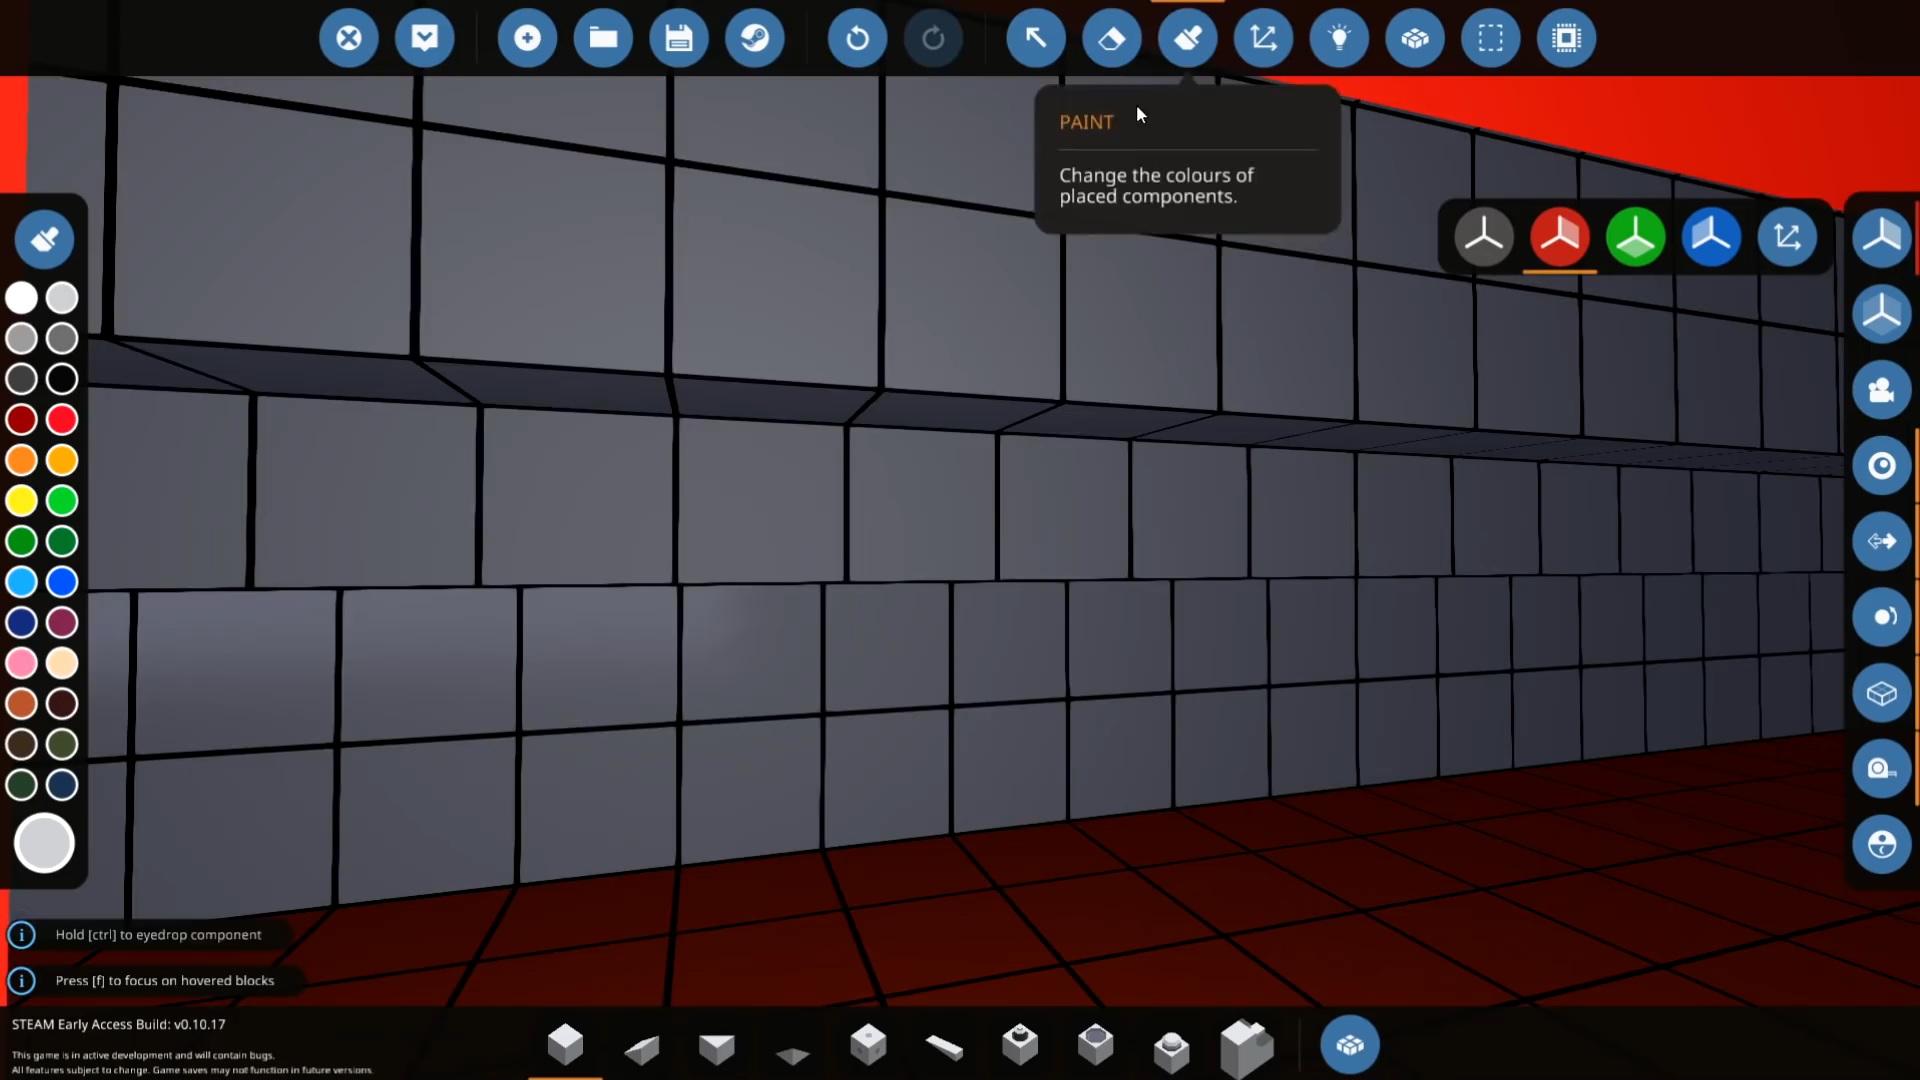 PAINT
Change the colours of
placed components.
Hold [ctrl] to eyedrop component
Press [f] to focus on hovered blocks
STEAM Early Access Build: v0.10.17
This game is in active development and will contain bugs.
All features subject to change. Game saves may not function in future versions.